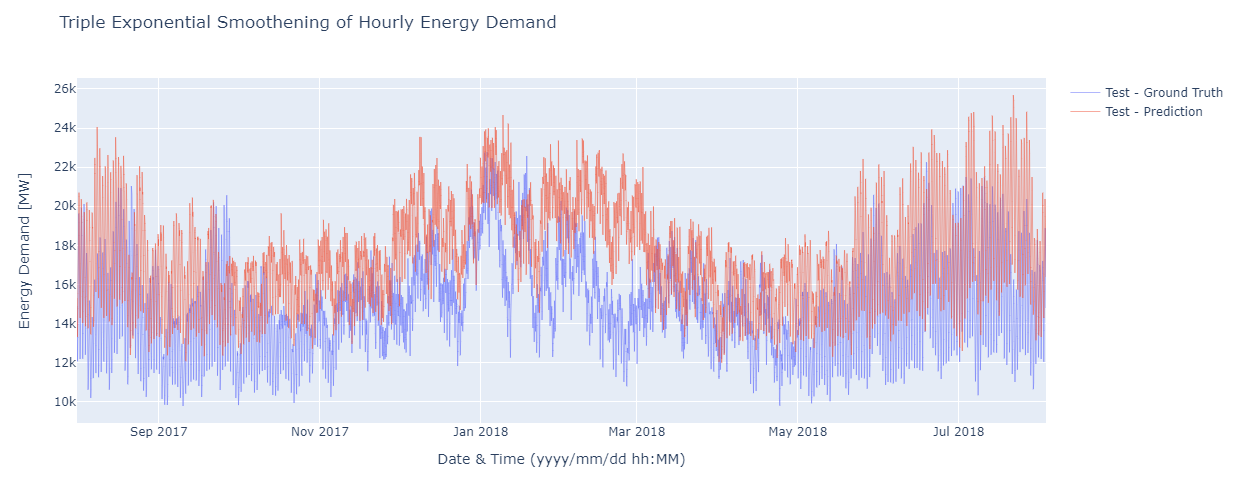 Triple Exponential Smoothening of Hourly Energy Demand
26k
24k
22k
20k
18k
16k
14k
12k
10k
Energy Demand [MW]
Sep 2017
Nov 2017
Jan 2018
Mar 2018
May 2018
Jul 2018
Date & Time (yyyy/mm/dd hh:MM)
Test - Ground Truth
Test - Prediction